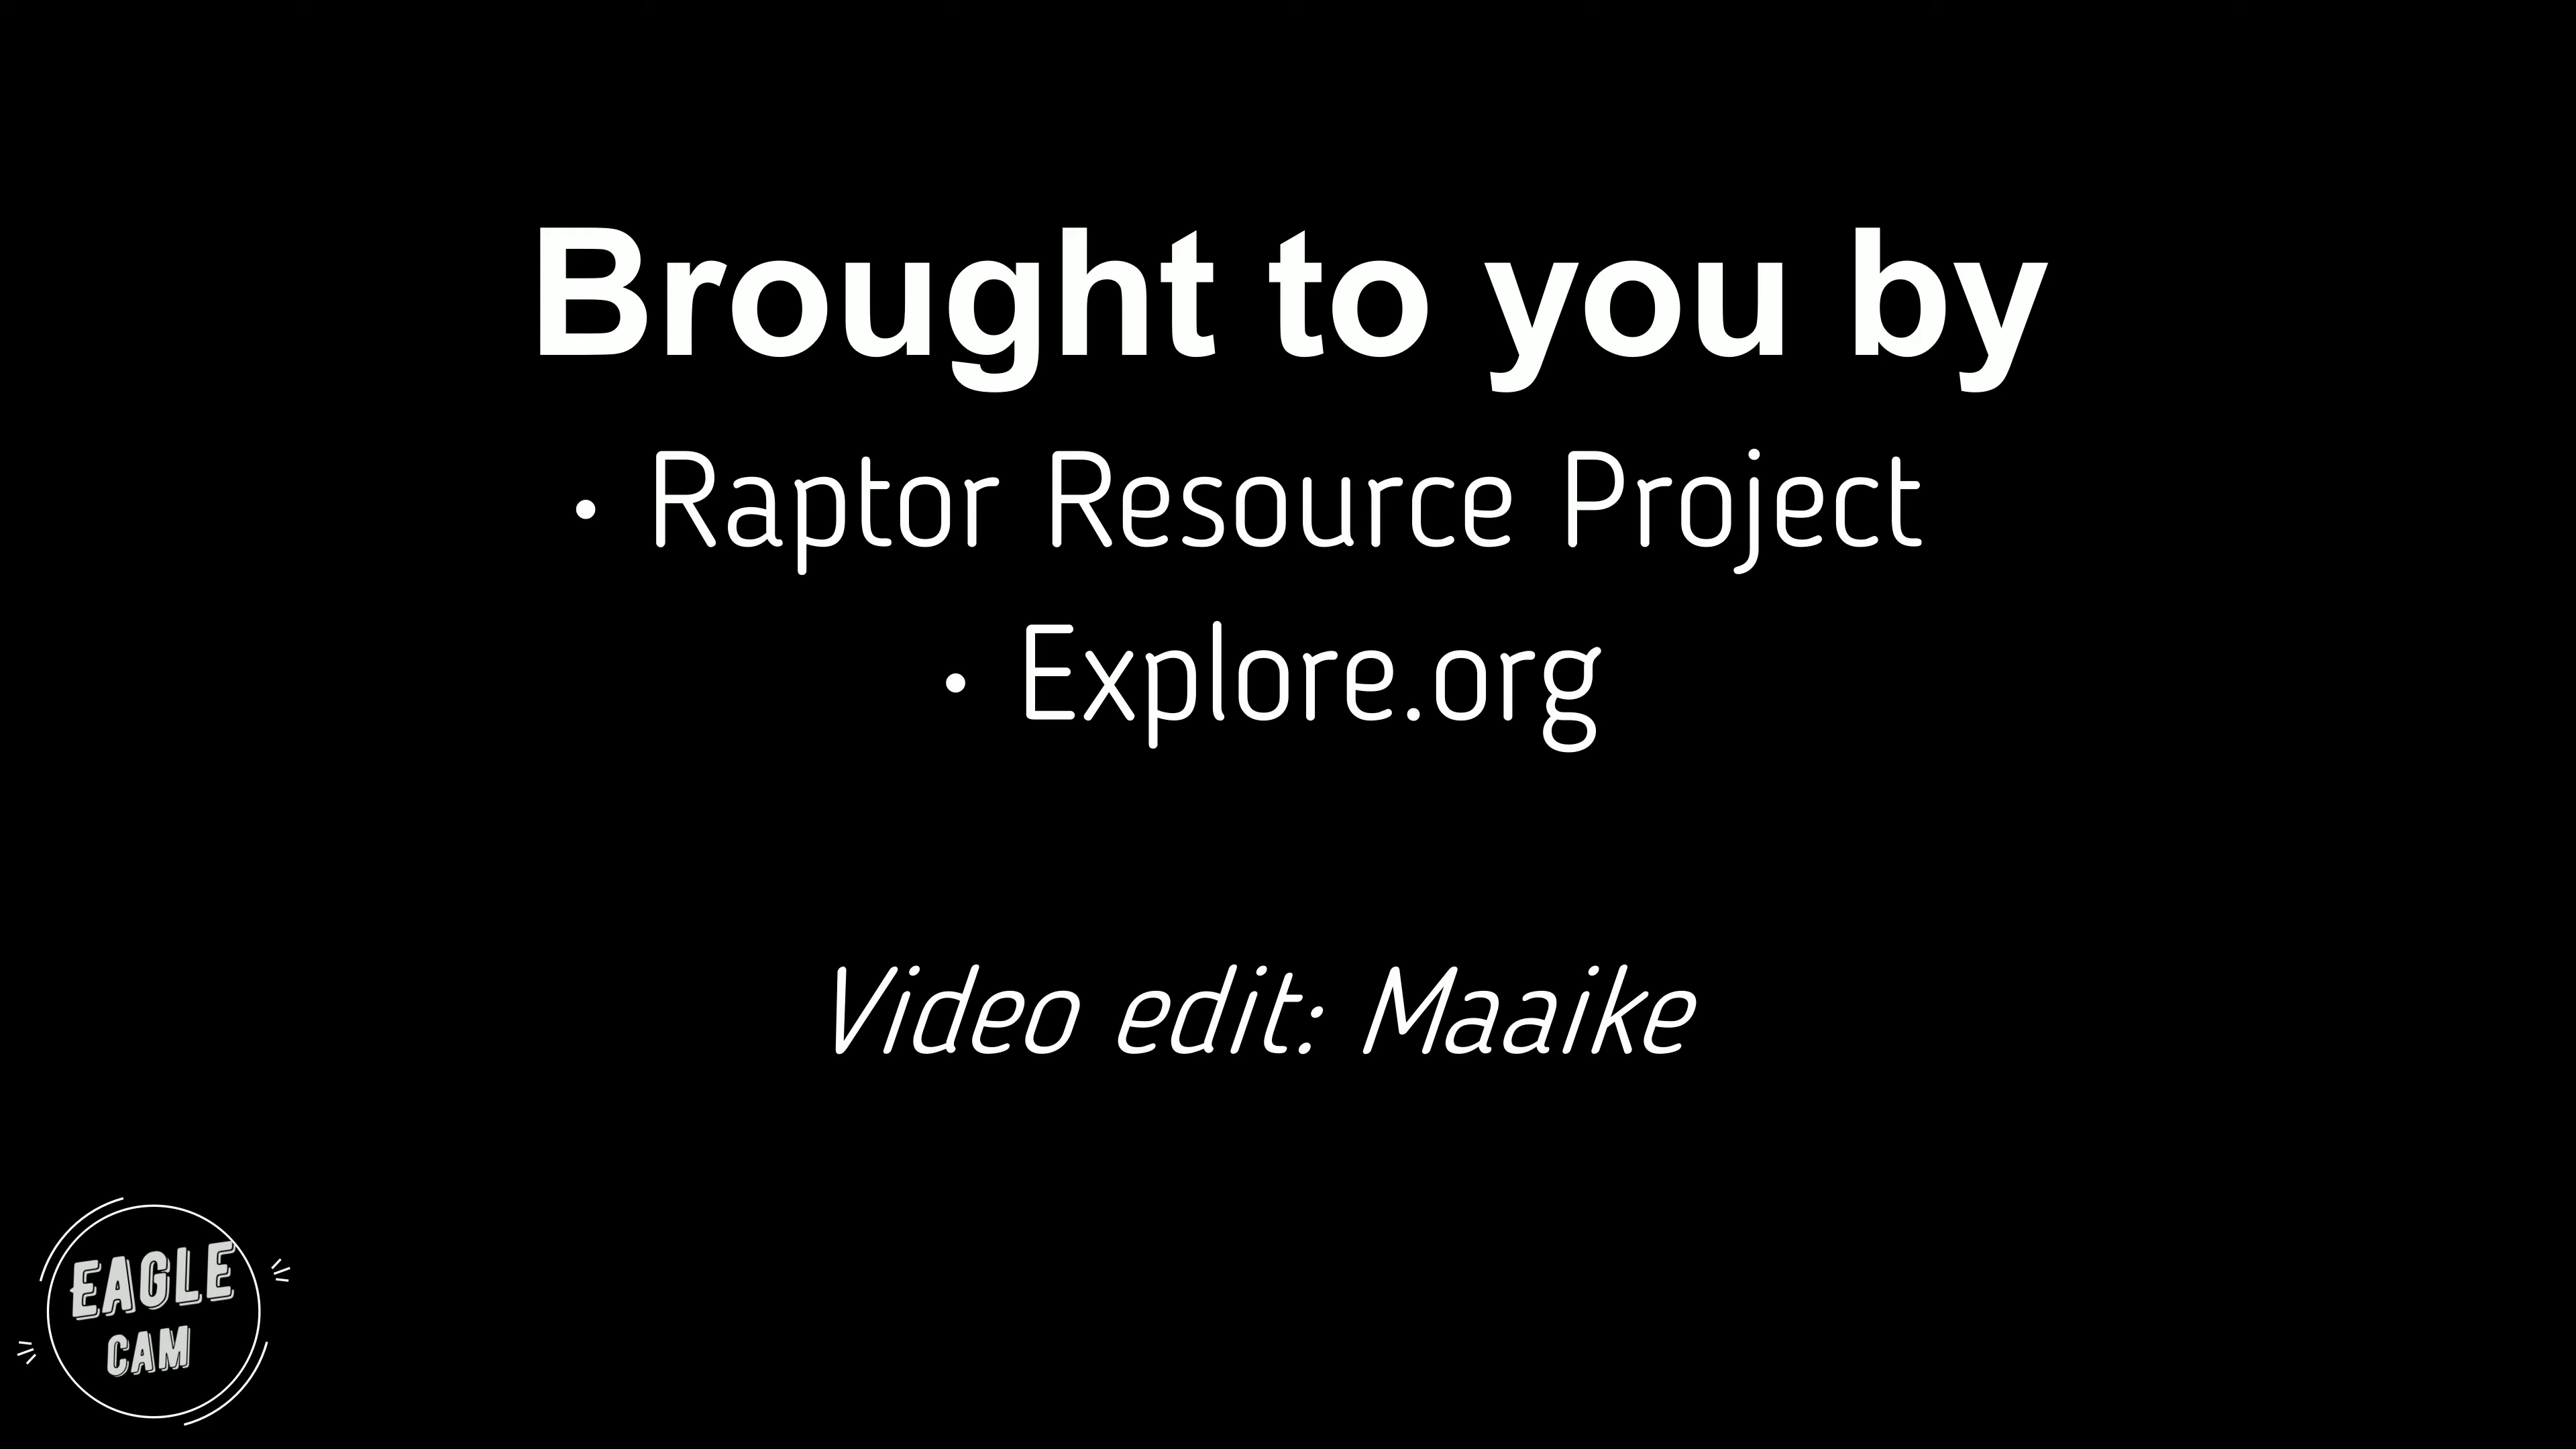 Brought to you by
• Raptor Resource Project
• Explore.org
Video edit: Maaike
EAGLE
CAM